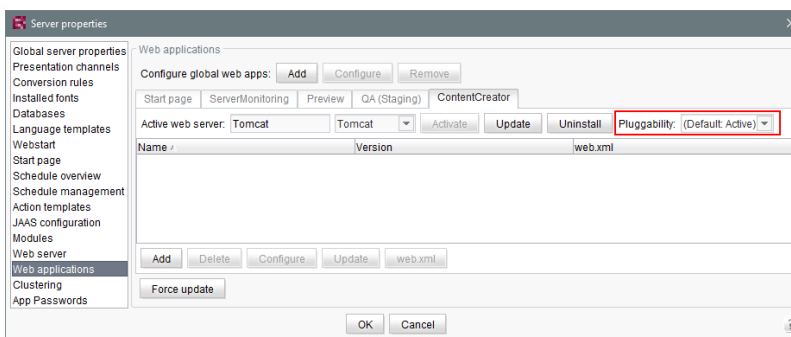 Server properties
Global server properties
Presentation channels
Conversion rules
Installed fonts
Databases
Language templates
Webstart
Start page
Schedule overview
Schedule management
Action templates
JAAS configuration
Modules
Web server
Web applications
Clustering
App Passwords
Web applications
Configure global web apps: Add Configure Remove
Start page ServerMonitoring Preview QA (Staging) ContentCreator
Active web server: Tomcat Tomcat Activate Update Uninstall Pluggability: (Default: Active)
Name Version web.xml
Add Delete Configure Update web.xml
Force update
OK Cancel